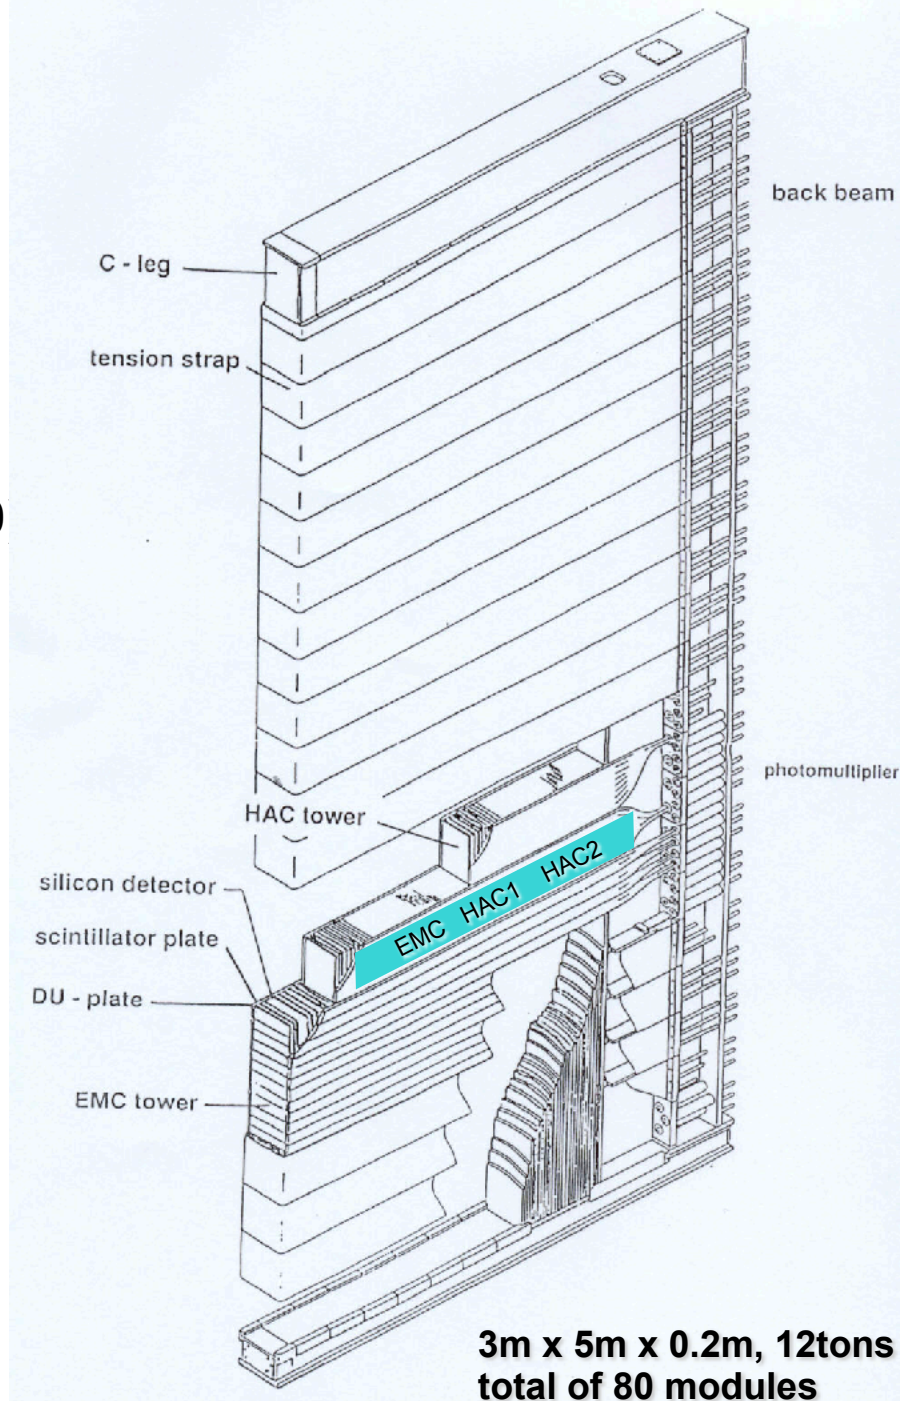 back beam
C - leg
tension strap
photomultiplier
HAC tower
EMC HAC1 HAC2
silicon detector
scintillator plate
DU - plate
EMC tower
3m x 5m x 0.2m, 12tons
total of 80 modules